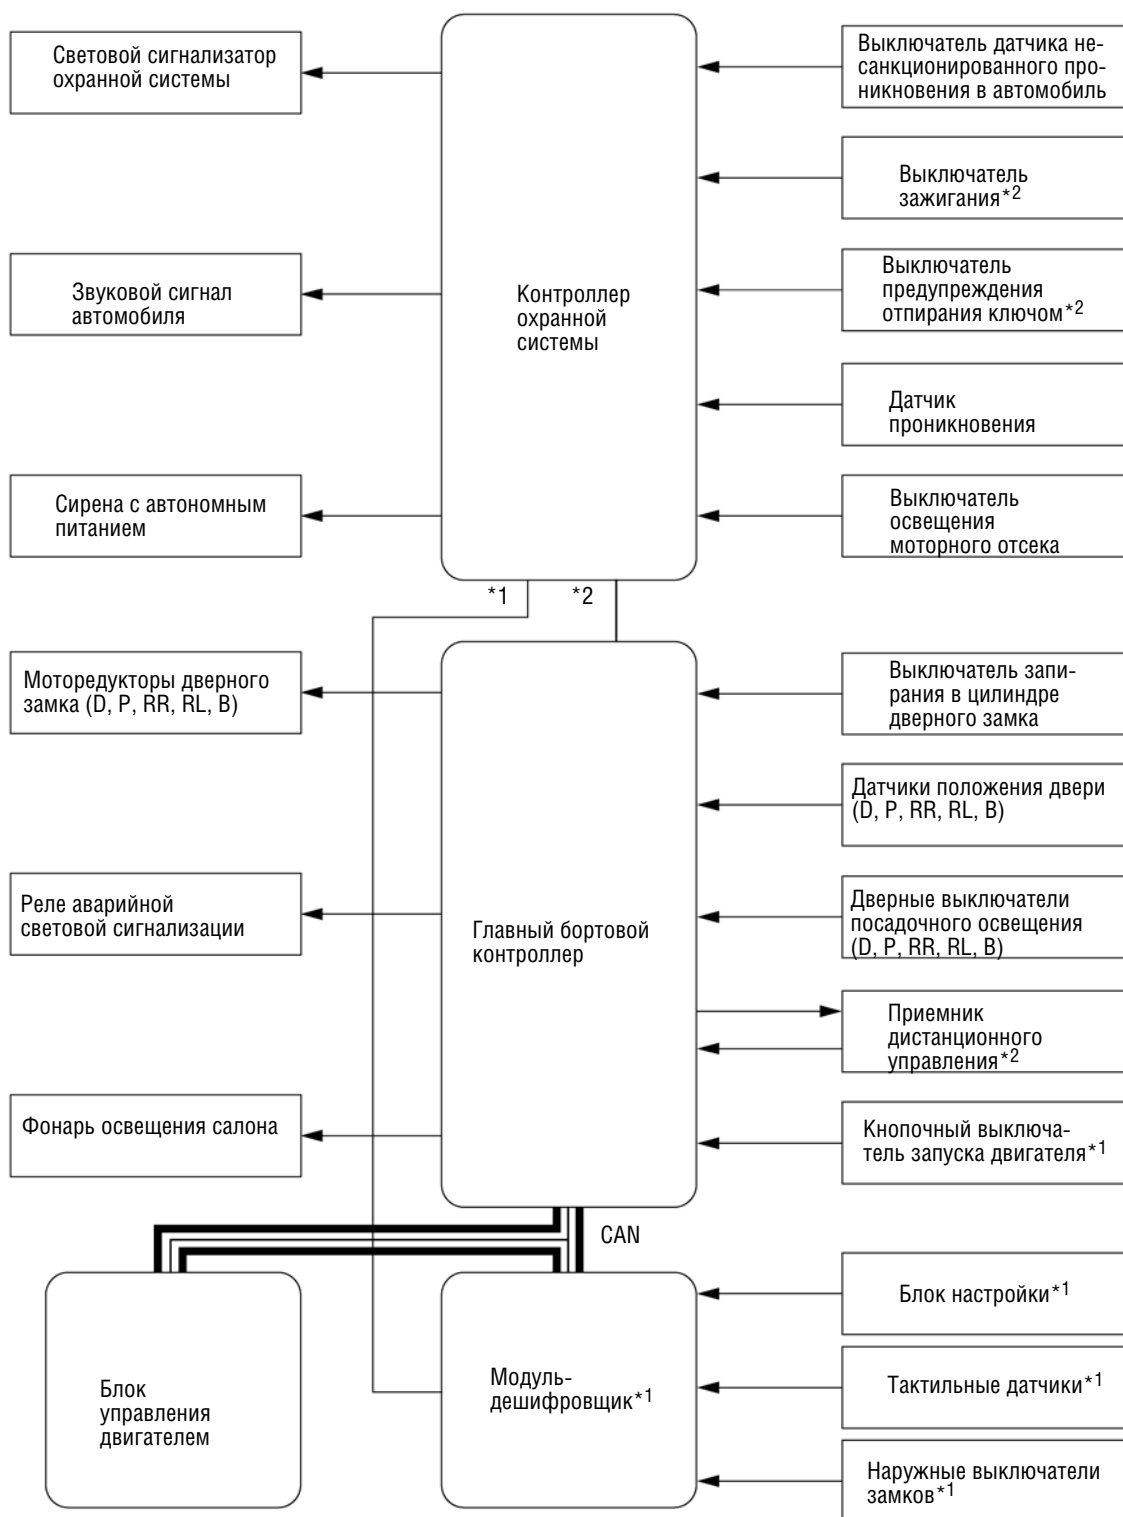 Световой сигнализатор
охранной системы
Звуковой сигнал
автомобиля
Сирена с автономным
питанием
Контроллер
охранной
системы
Выключатель датчика не-
санкционированного про-
никновения в автомобиль
Выключатель
зажигания*2
Выключатель
предупреждения
отпирания ключом*2
Датчик
проникновения
Выключатель
освещения
моторного отсека
*1
*2
Моторедукторы дверного
замка (D, P, RR, RL, B)
Реле аварийной
световой сигнализации
Фонарь освещения салона
Главный бортовой
контроллер
Выключатель запи-
рания в цилиндре
дверного замка
Датчики положения двери
(D, P, RR, RL, B)
Дверные выключатели
посадочного освещения
(D, P, RR, RL, B)
Приемник
дистанционного
управления*2
Кнопочный выключа-
тель запуска двигателя*1
CAN
Блок
управления
двигателем
Модуль-
дешифровщик*1
Блок настройки*1
Тактильные датчики*1
Наружные выключатели
замков*1